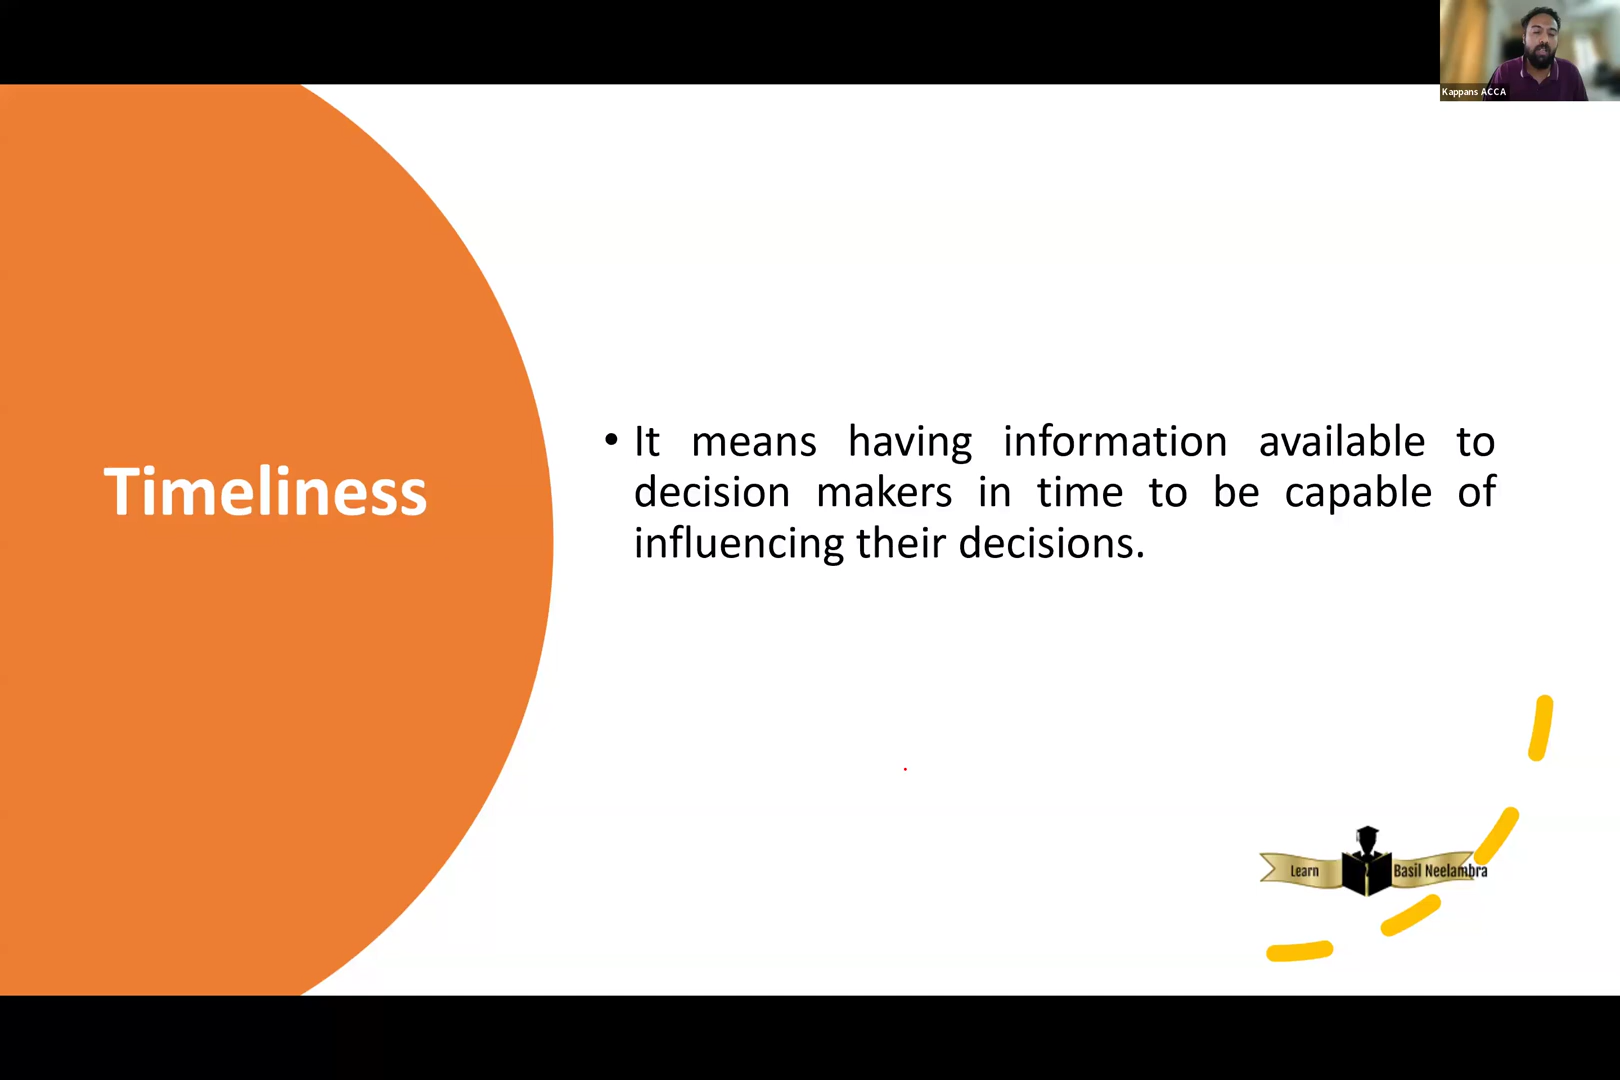 Kappans ACCA
Timeliness
• It means having information available to
decision makers in time to be capable of
influencing their decisions.
Learn Basil Neelambra